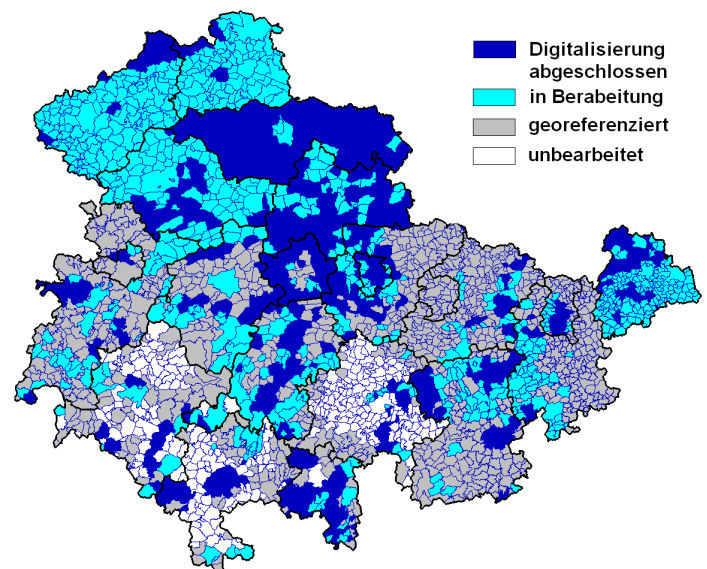 Digitalisierung
abgeschlossen
in Berabeitung
georeferenziert
unbearbeitet